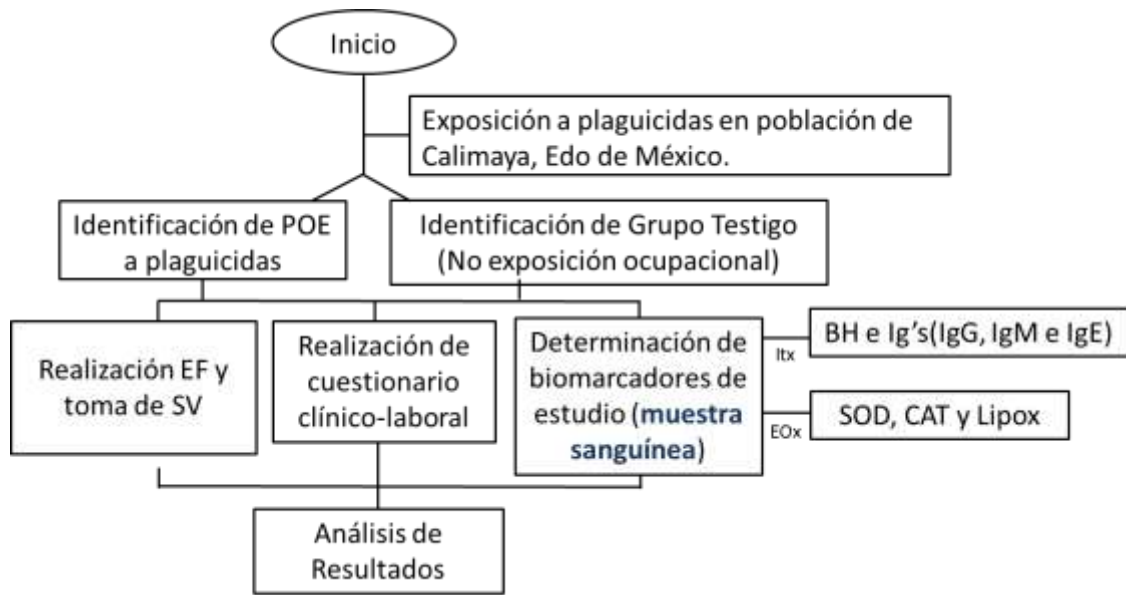 Inicio
Exposición a plaguicidas en población de
Calimaya, Edo de México.
Identificación de POE
a plaguicidas
Identificación de Grupo Testigo
(No exposición ocupacional)
Realización EF y
toma de SV
Realización de
cuestionario
clínico-laboral
Determinación de
biomarcadores de
estudio (muestra
sanguínea)
Itx
BH e Ig's(IgG, IgM e IgE)
EOx
SOD, CAT y Lipox
Análisis de
Resultados